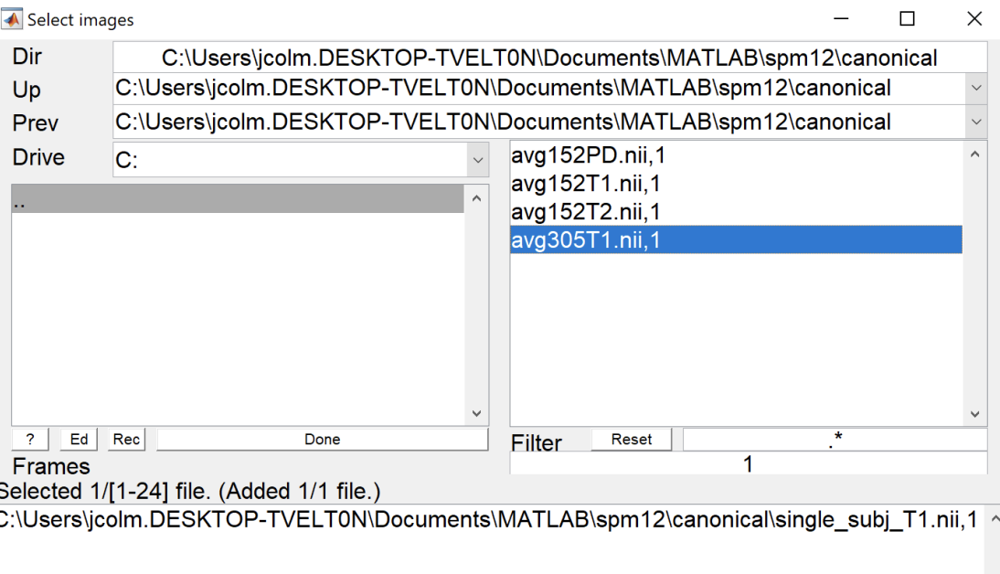 Select images
Dir C:\Users\jcolm.DESKTOP-TVELT0N\Documents\MATLAB\spm12\canonical
Up C:\Users\jcolm.DESKTOP-TVELT0N\Documents\MATLAB\spm12\canonical
Prev C:\Users\jcolm.DESKTOP-TVELT0N\Documents\MATLAB\spm12\canonical
Drive C:
..
avg152PD.nii,1
avg152T1.nii,1
avg152T2.nii,1
avg305T1.nii,1
? Ed Rec Done
Filter Reset .*
Frames 1
Selected 1/[1-24] file. (Added 1/1 file.)
C:\Users\jcolm.DESKTOP-TVELT0N\Documents\MATLAB\spm12\canonical\single_subj_T1.nii,1